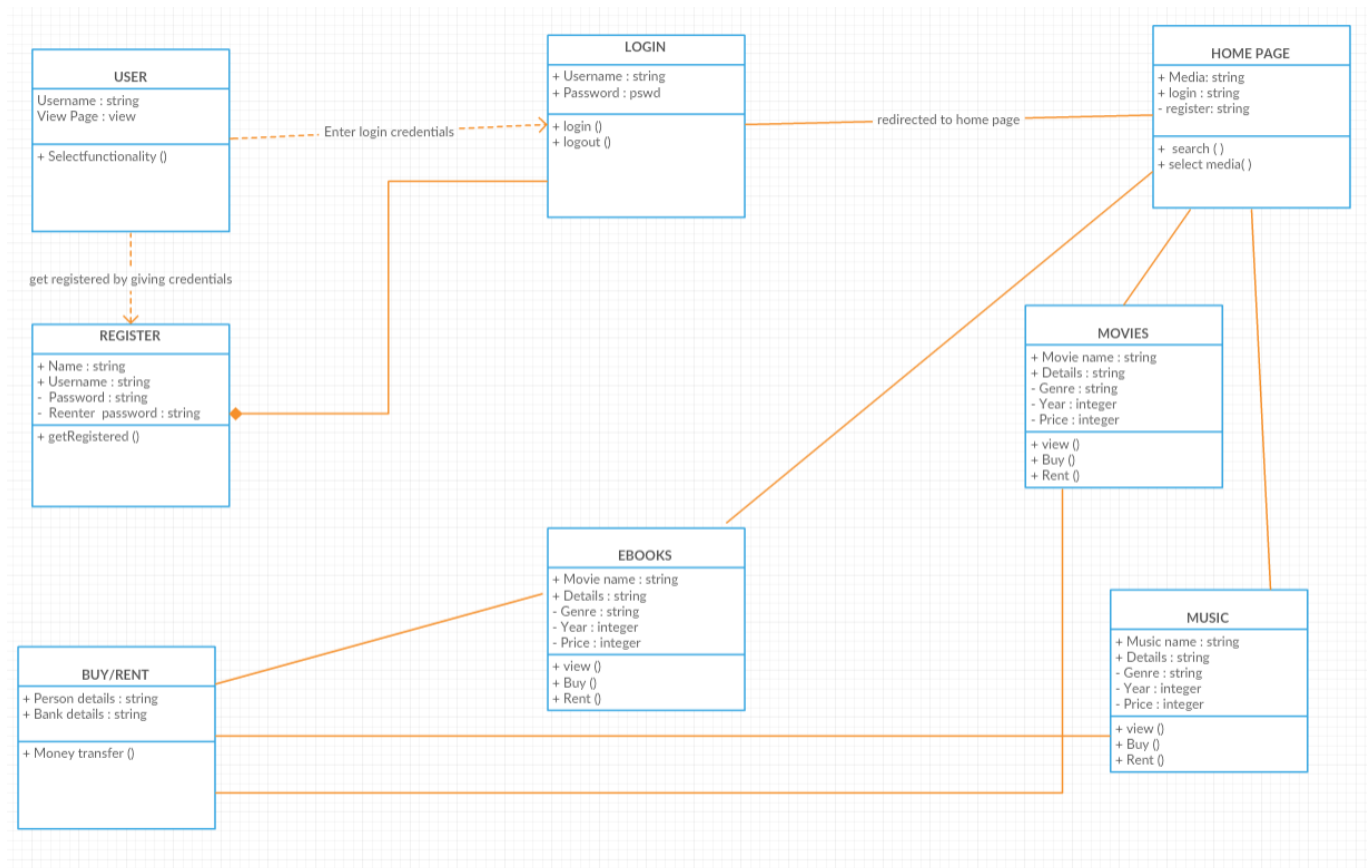 USER
Username : string
View Page : view
+ Selectfunctionality ()
Enter login credentials
LOGIN
+ Username : string
+ Password : pswd
+ login ()
+ logout ()
redirected to home page
HOME PAGE
+ Media: string
+ login : string
- register: string
+ search ( )
+ select media( )
get registered by giving credentials
REGISTER
+ Name : string
+ Username : string
- Password : string
- Reenter password : string
+ getRegistered ()
MOVIES
+ Movie name : string
+ Details : string
- Genre : string
- Year : integer
- Price : integer
+ view ()
+ Buy ()
+ Rent ()
EBOOKS
+ Movie name : string
+ Details : string
- Genre : string
- Year : integer
- Price : integer
+ view ()
+ Buy ()
+ Rent ()
MUSIC
+ Music name : string
+ Details : string
- Genre : string
- Year : integer
- Price : integer
+ view ()
+ Buy ()
+ Rent ()
BUY/RENT
+ Person details : string
+ Bank details : string
+ Money transfer ()